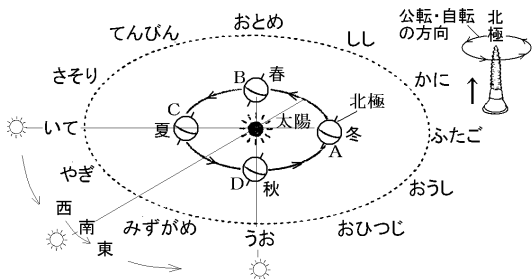 おとめ
てんびん
しし
さそり
かに
いて
ふたご
やぎ
おうし
みずがめ
うお
おひつじ
B
春
C
夏
太陽
北極
冬
A
D
秋
西
南
東
公転・自転
の方向
北極